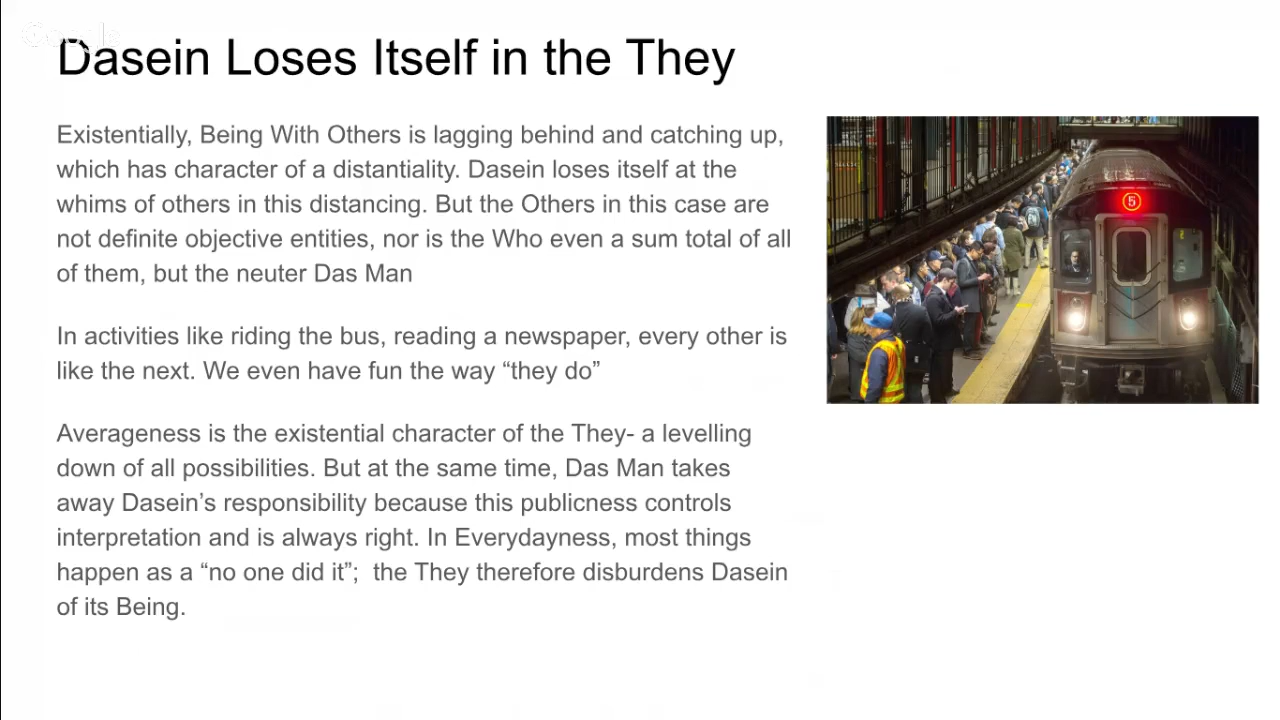 Google
Dasein Loses Itself in the They
Existentially, Being With Others is lagging behind and catching up,
which has character of a distantiality. Dasein loses itself at the
whims of others in this distancing. But the Others in this case are
not definite objective entities, nor is the Who even a sum total of all
of them, but the neuter Das Man
In activities like riding the bus, reading a newspaper, every other is
like the next. We even have fun the way “they do”
Averageness is the existential character of the They- a levelling
down of all possibilities. But at the same time, Das Man takes
away Dasein’s responsibility because this publicness controls
interpretation and is always right. In Everydayness, most things
happen as a “no one did it”;  the They therefore disburdens Dasein
of its Being.
5